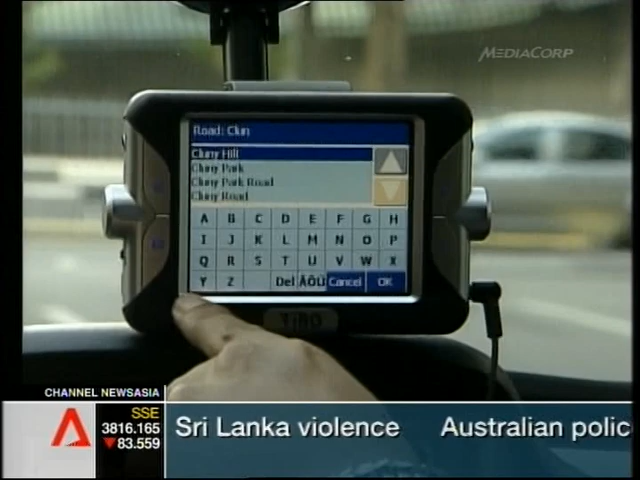 MEDIACORP
Road: Clun
Cluny Hill
Cluny Park
Cluny Park Road
Cluny Road
A B C D E F G H
I J K L M N O P
Q R S T U V W X
Y Z Del ÄÖÜ Cancel OK
CHANNEL NEWSASIA
SSE
3816.165
▼83.559
Sri Lanka violence Australian polic